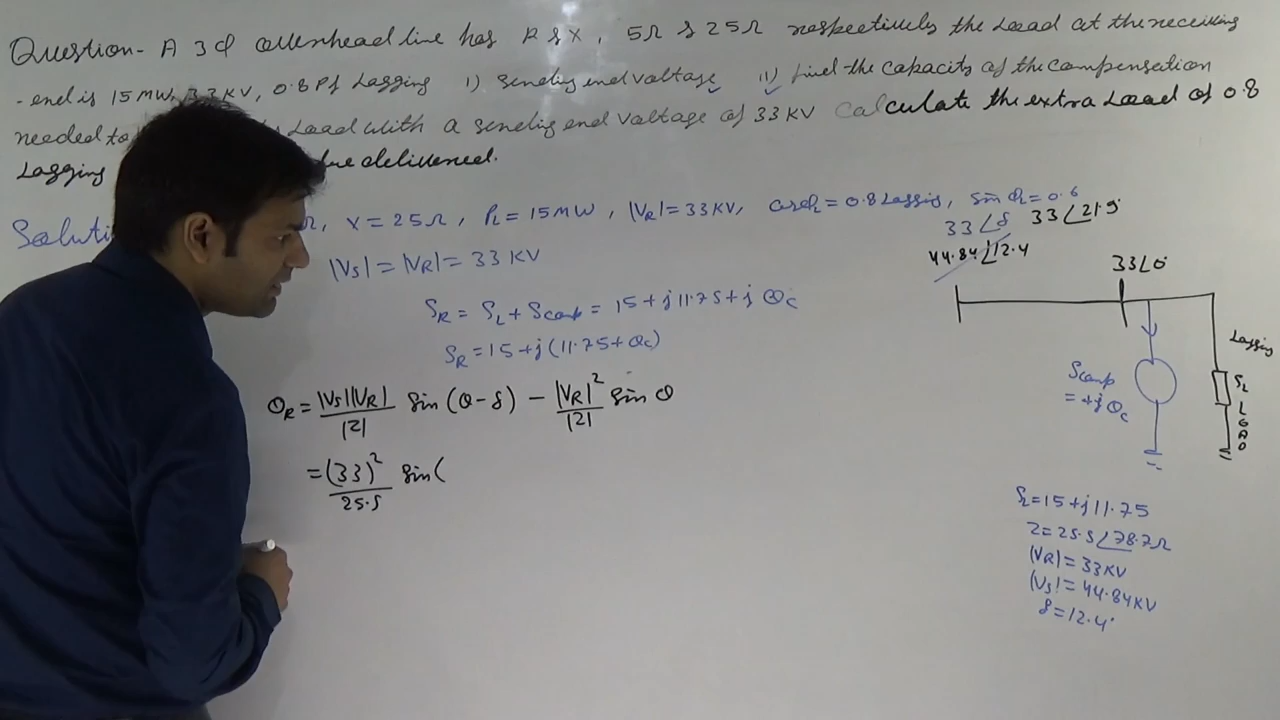 Question- A 3ϕ overhead line has R & X, 5Ω & 25Ω respectively the Load at the receiving
-end is 15MW, 33KV, 0.8 Pf Lagging i) sending end voltage ii) find the capacity of the compensation
needed to Load with a sending end voltage of 33 KV calculate the extra Load of 0.8
Lagging be delivered.
Soluti Ω, X = 25Ω, PL = 15MW, |VR| = 33KV, = 0.8 Lagging, = 0.6
|VS| = |VR| = 33 KV
SR = SL + Scomp = 15 + j 11.75 + j Qc
SR = 15 + j(11.75 + Qc)
QR = |VS||VR| / |Z| sin(θ-δ) - |VR|² / |Z| sin θ
= (33)² / 25.5 sin(
33∠δ 33∠21.9
44.84∠12.4
33∠0
Lagging
Scomp
= +j Qc
SL
LOAD
SL = 15 + j 11.75
Z = 25.5∠78.7Ω
|VR| = 33KV
|VS| = 44.84KV
δ = 12.4°